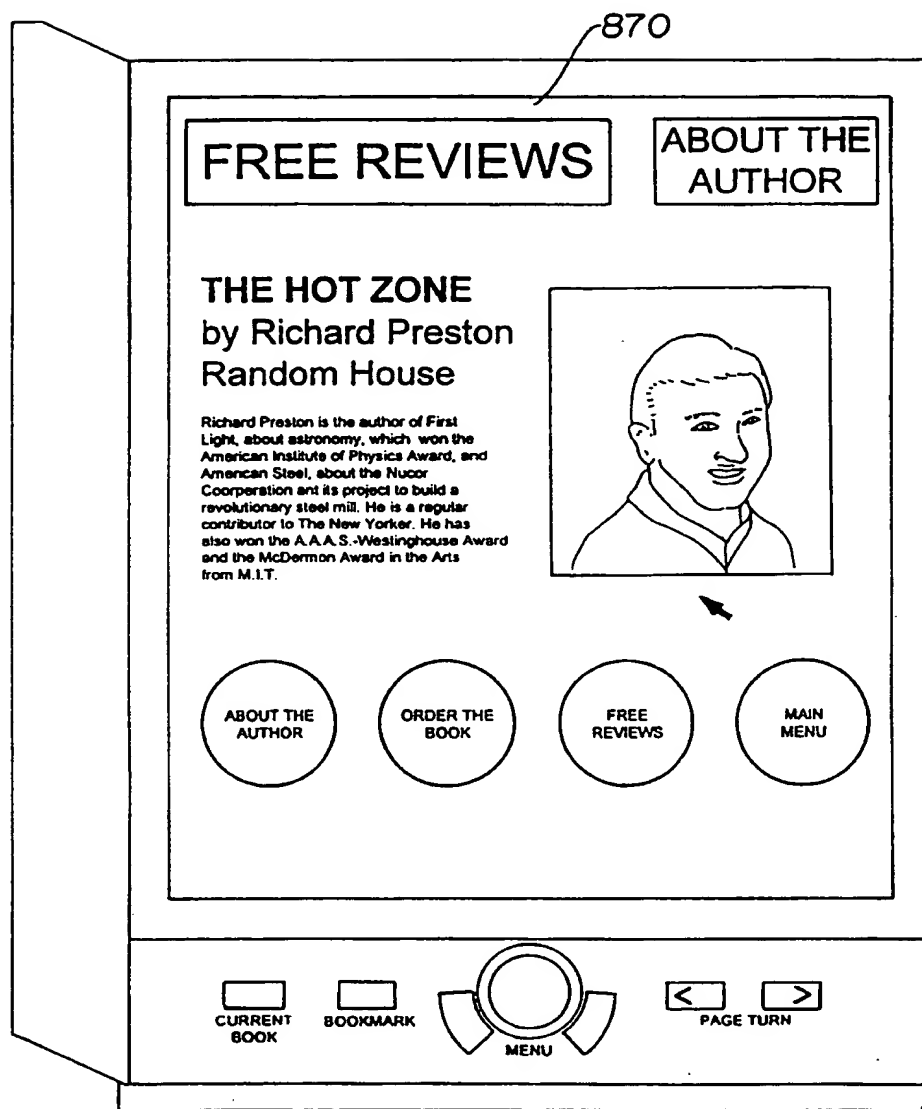 870
FREE REVIEWS
ABOUT THE
AUTHOR
THE HOT ZONE
by Richard Preston
Random House
Richard Preston is the author of First
Light, about astronomy, which won the
American Institute of Physics Award, and
American Steel, about the Nucor
Coorperation ant its project to build a
revolutionary steel mill. He is a regular
contributor to The New Yorker. He has
also won the A.A.A.S.-Westinghouse Award
and the McDermon Award in the Arts
from M.I.T.
ABOUT THE
AUTHOR
ORDER THE
BOOK
FREE
REVIEWS
MAIN
MENU
CURRENT
BOOK
BOOKMARK
MENU
< >
PAGE TURN